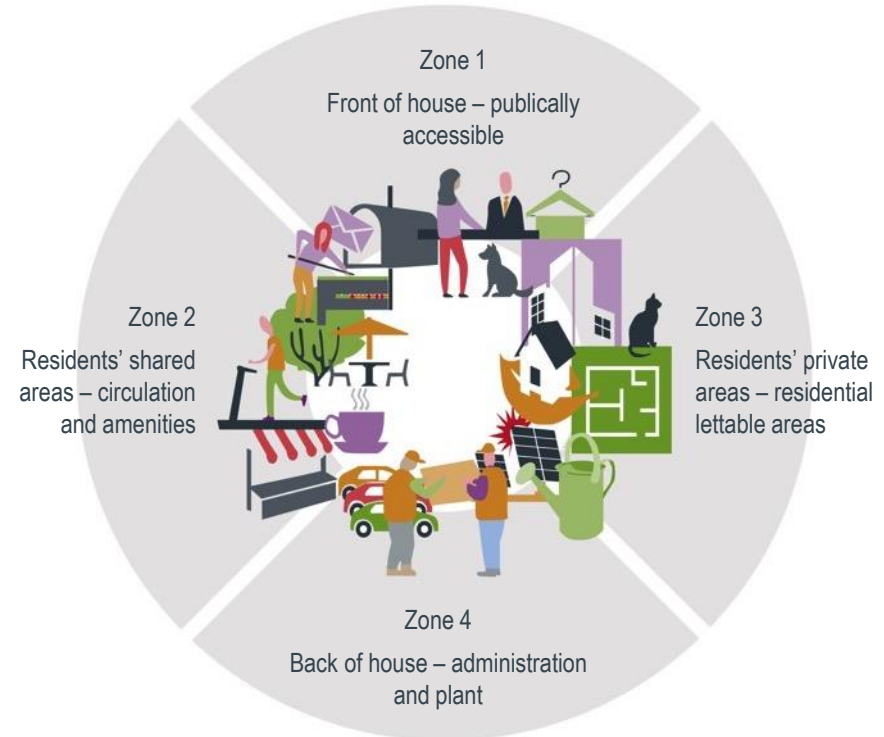 Zone 1
Front of house – publically
accessible
Zone 2
Residents’ shared
areas – circulation
and amenities
Zone 3
Residents’ private
areas – residential
lettable areas
Zone 4
Back of house – administration
and plant